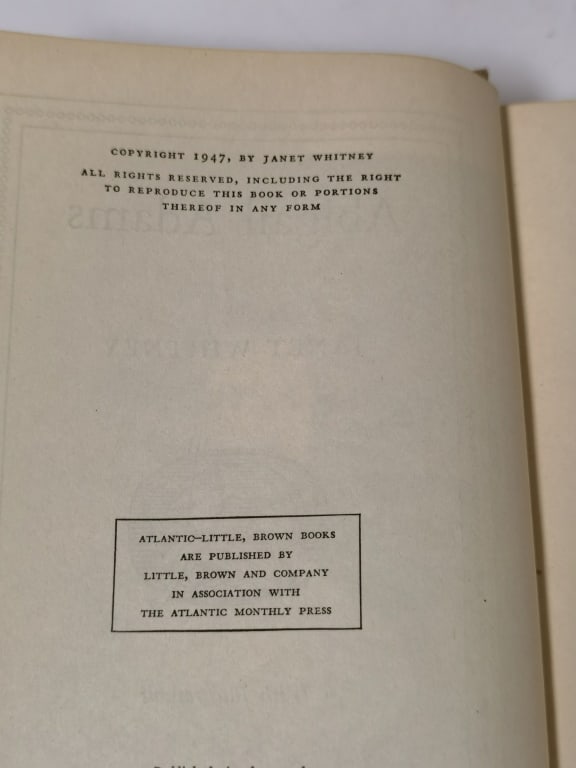 COPYRIGHT 1947, BY JANET WHITNEY
ALL RIGHTS RESERVED, INCLUDING THE RIGHT
TO REPRODUCE THIS BOOK OR PORTIONS
THEREOF IN ANY FORM
ATLANTIC–LITTLE, BROWN BOOKS
ARE PUBLISHED BY
LITTLE, BROWN AND COMPANY
IN ASSOCIATION WITH
THE ATLANTIC MONTHLY PRESS